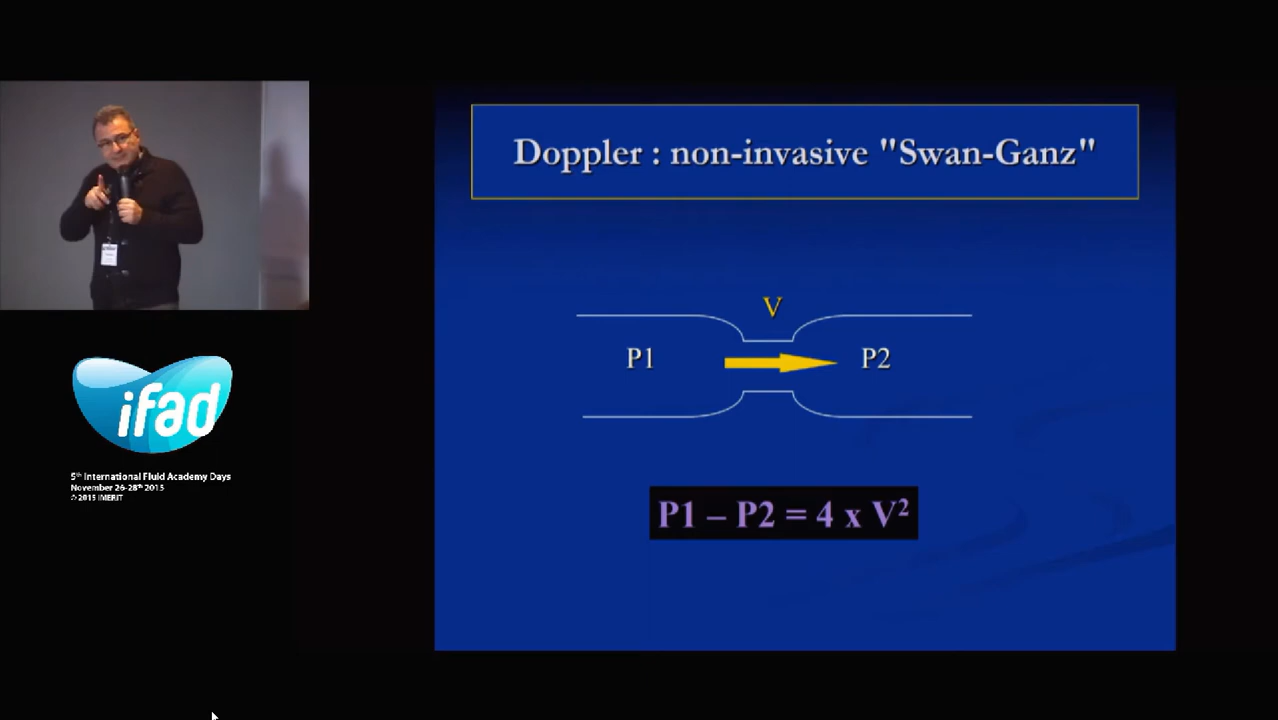 Doppler : non-invasive "Swan-Ganz"
V
P1
P2
P1 – P2 = 4 x V²
ifad
5th International Fluid Academy Days
November 26-28th 2015
© 2015 iMERiT